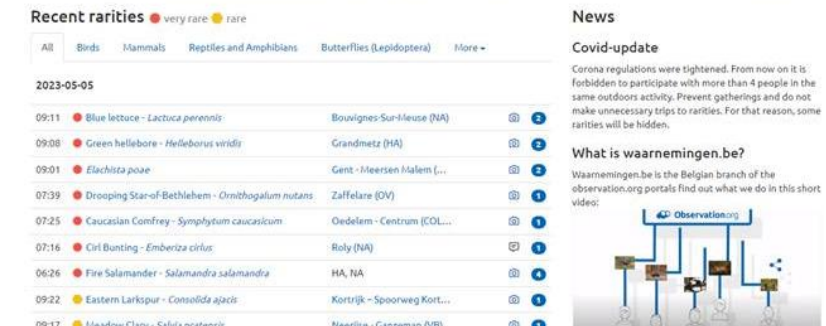 Recent rarities very rare rare
All Birds Mammals Reptiles and Amphibians Butterflies (Lepidoptera) More
2023-05-05
09:11 Blue lettuce - Lactuca perennis Bouvignes-Sur-Meuse (NA) 2
09:08 Green hellebore - Helleborus viridis Grandmetz (HA) 2
09:01 Elachista poae Gent - Meersen Malem (... 2
07:39 Drooping Star-of-Bethlehem - Ornithogalum nutans Zaffelare (OV) 1
07:25 Caucasian Comfrey - Symphytum caucasicum Oedelem - Centrum (COL... 1
07:16 Cirl Bunting - Emberiza cirlus Roly (NA) 1
06:26 Fire Salamander - Salamandra salamandra HA, NA 4
09:22 Eastern Larkspur - Consolida ajacis Kortrijk – Spoorweg Kort... 1
09:17 Meadow Clary - Salvia pratensis Neerijse - (VB)
News
Covid-update
Corona regulations were tightened. From now on it is
forbidden to participate with more than 4 people in the
same outdoors activity. Prevent gatherings and do not
make unnecessary trips to rarities. For that reason, some
rarities will be hidden.
What is waarnemingen.be?
Waarnemingen.be is the Belgian branch of the
observation.org portals find out what we do in this short
video:
Observation.org